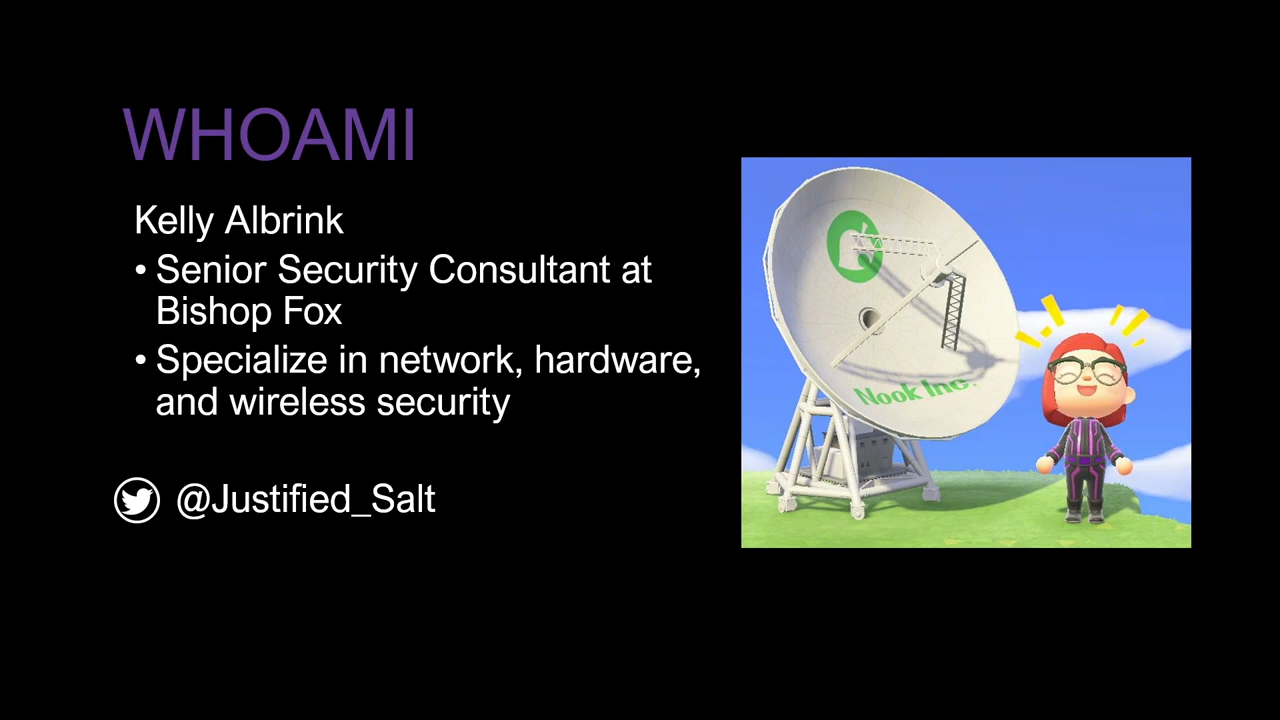 WHOAMI
Kelly Albrink
• Senior Security Consultant at
Bishop Fox
• Specialize in network, hardware,
and wireless security
@Justified_Salt
Nook Inc.